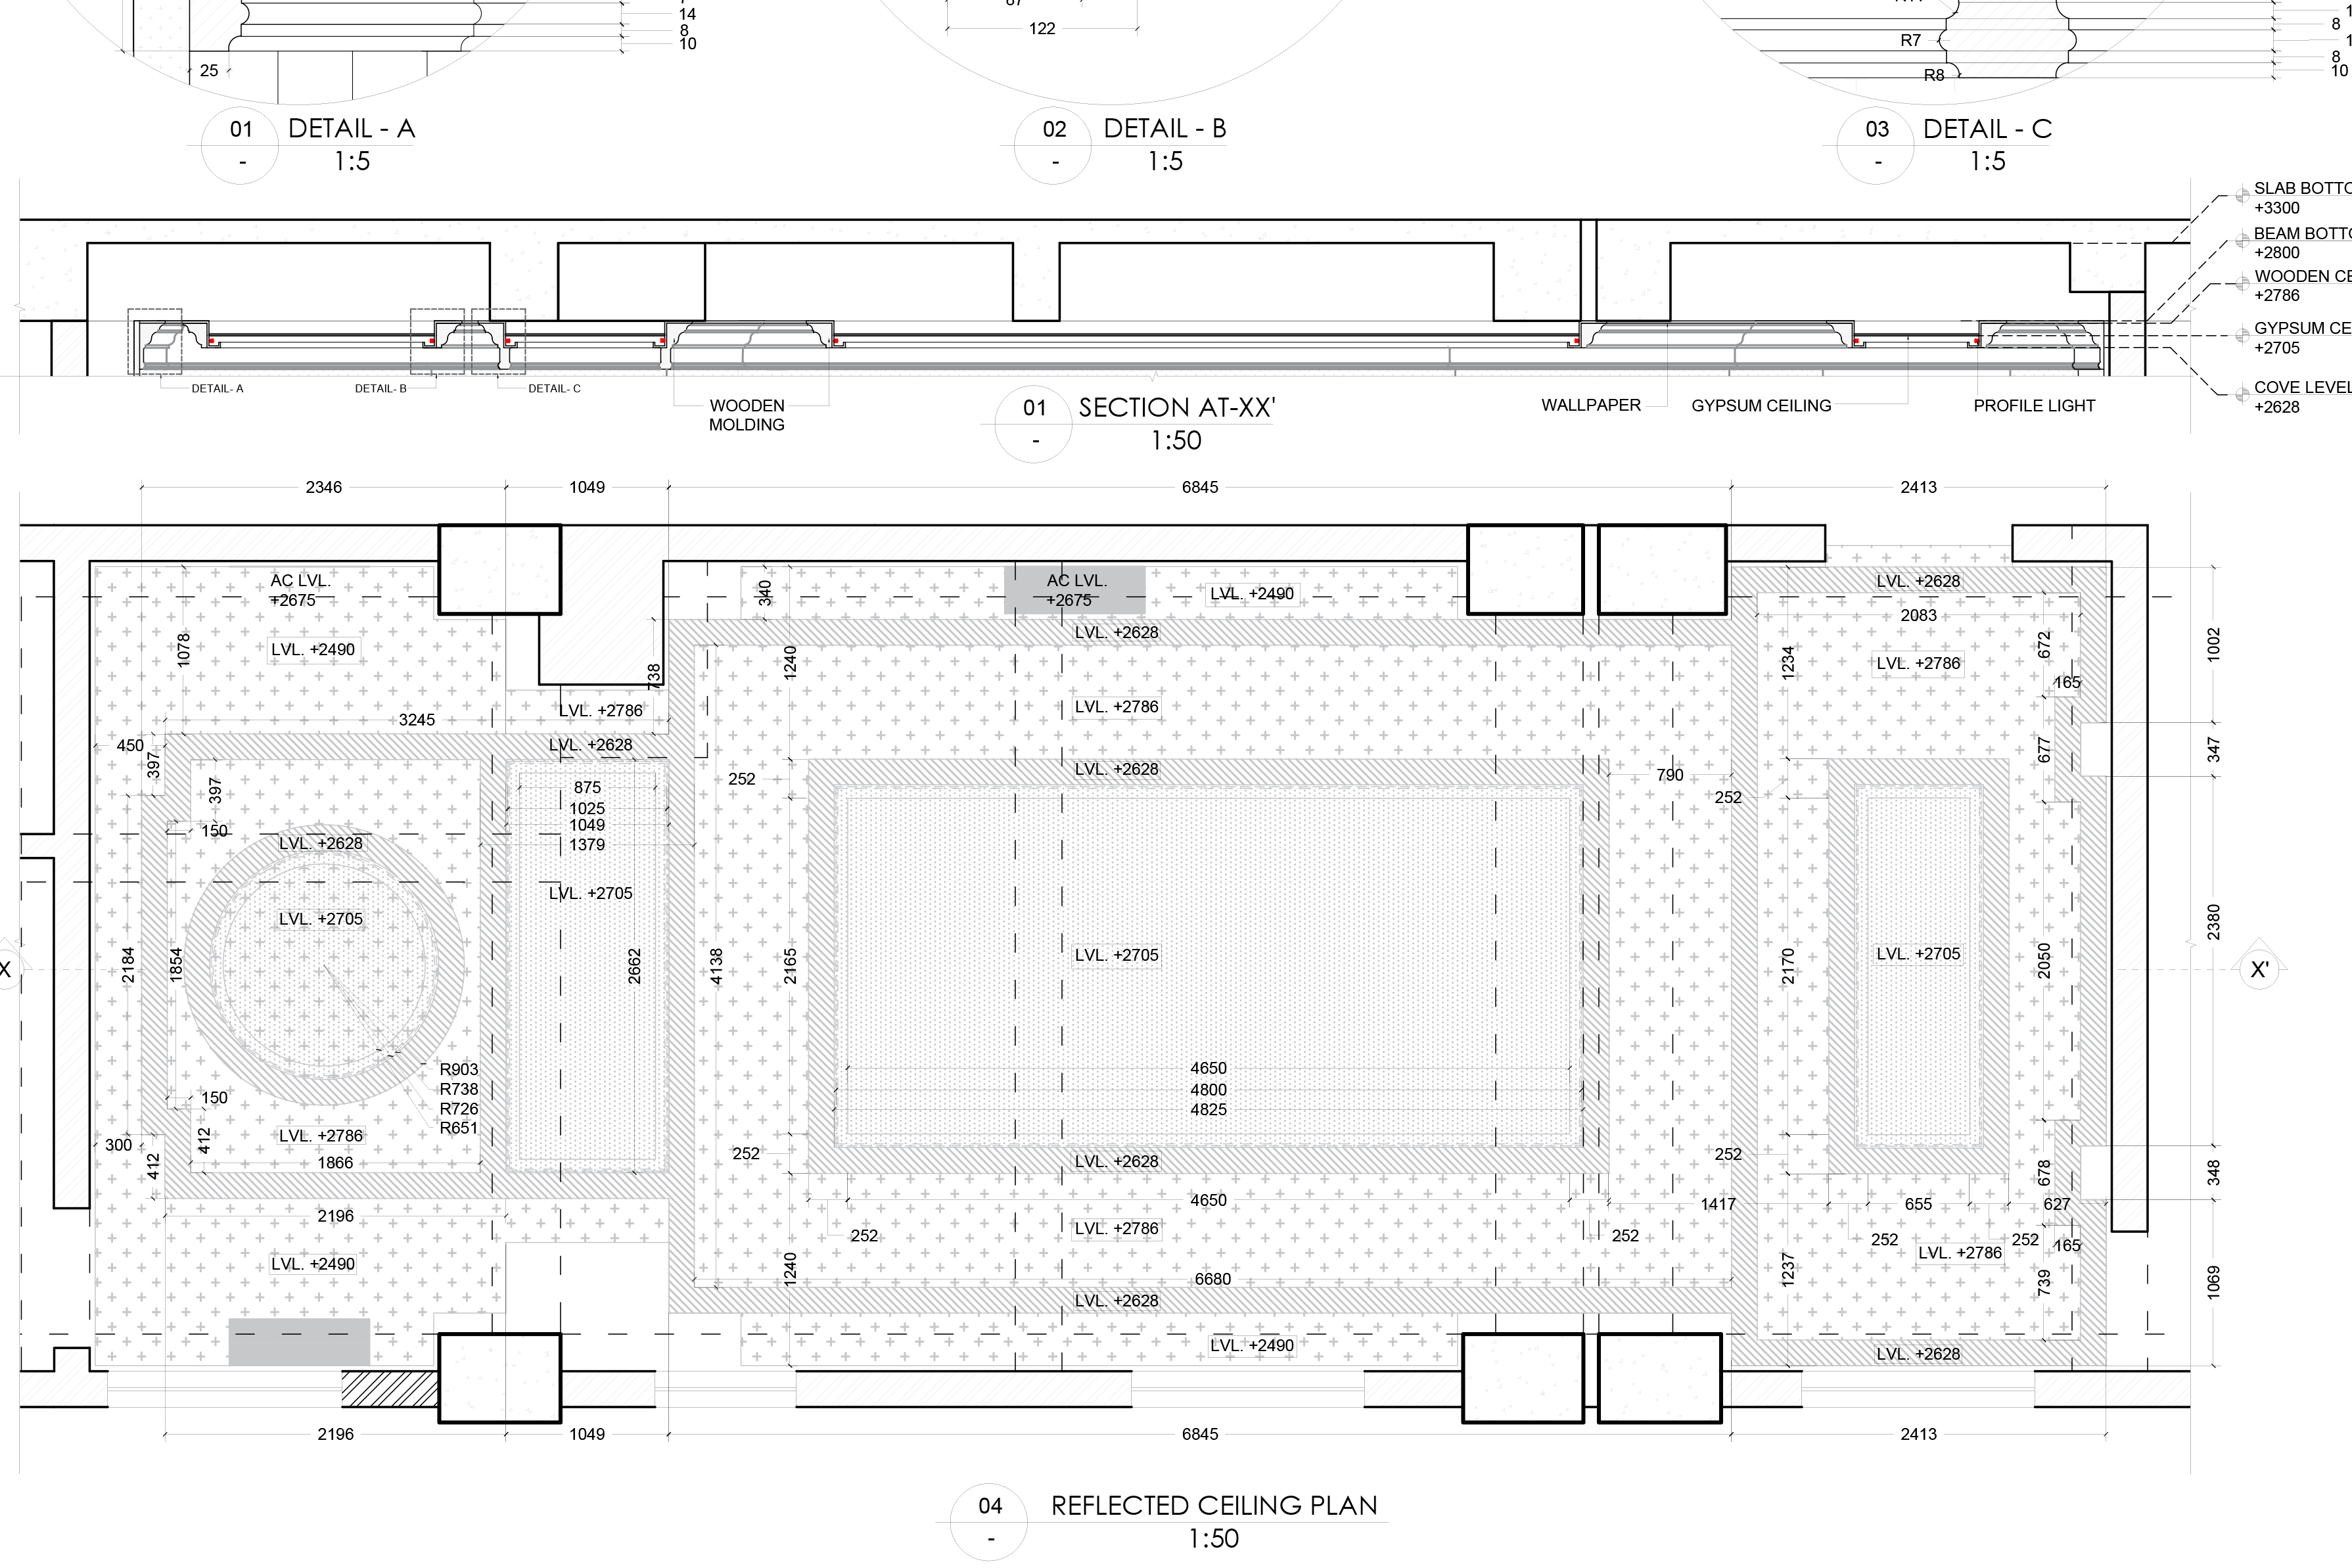 87
122
14
8
10
25
R7
R8
8
8
10
01
-
DETAIL - A
1:5
02
-
DETAIL - B
1:5
03
-
DETAIL - C
1:5
SLAB BOTTO
+3300
BEAM BOTTO
+2800
WOODEN CE
+2786
GYPSUM CE
+2705
COVE LEVEL
+2628
DETAIL- A
DETAIL- B
DETAIL- C
WOODEN
MOLDING
01
-
SECTION AT-XX'
1:50
WALLPAPER
GYPSUM CEILING
PROFILE LIGHT
2346
1049
6845
2413
AC LVL.
+2675
AC LVL.
+2675
340
LVL. +2490
LVL. +2628
LVL. +2628
2083
1078
LVL. +2490
738
1240
1234
LVL. +2786
672
1002
165
LVL. +2786
LVL. +2786
3245
450
397
LVL. +2628
LVL. +2628
252
790
252
677
347
397
875
1025
1049
1379
150
LVL. +2628
LVL. +2705
LVL. +2705
2184
1854
2662
4138
2165
LVL. +2705
2170
LVL. +2705
2050
2380
X
X'
R903
R738
R726
R651
4650
4800
4825
150
300
412
412
LVL. +2786
1866
252
LVL. +2628
252
678
348
2196
4650
1417
655
627
252
LVL. +2786
252
252
LVL. +2786
252
165
LVL. +2490
1240
6680
1237
739
1069
LVL. +2628
LVL. +2490
LVL. +2628
2196
1049
6845
2413
04
-
REFLECTED CEILING PLAN
1:50